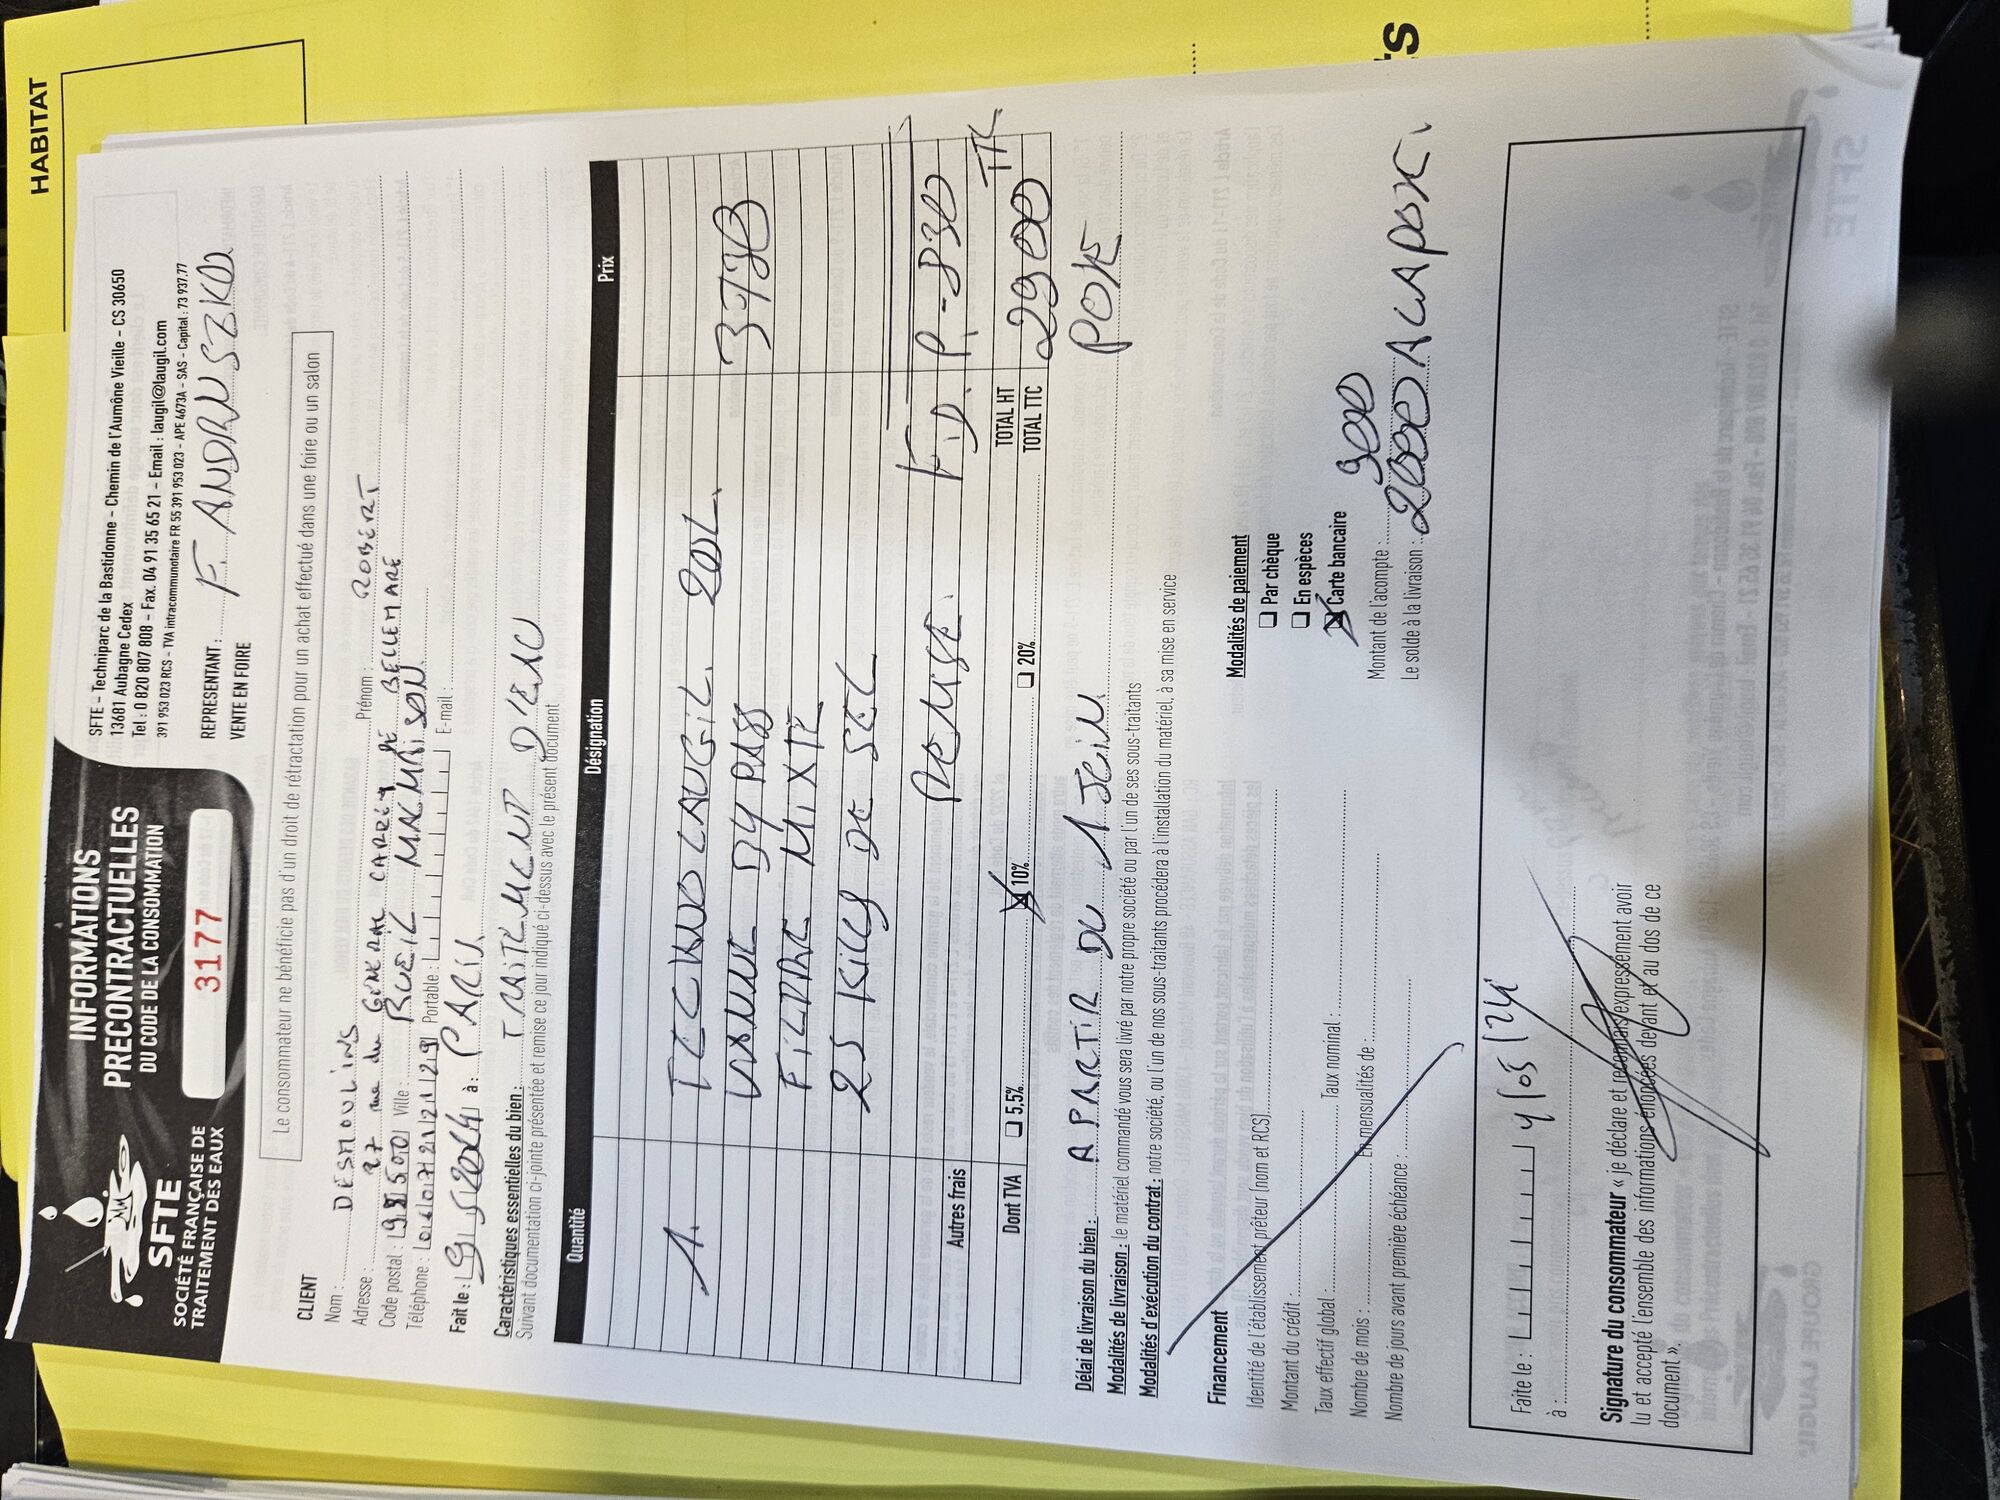 HABITAT
INFORMATIONS
PRECONTRACTUELLES
DU CODE DE LA CONSOMMATION
3177
SFTE
SOCIÉTÉ FRANÇAISE DE
TRAITEMENT DES EAUX
SFTE - Techniparc de la Bastidonne - Chemin de l'Aumône Vieille - CS 30650
13681 Aubagne Cedex
Tel : 0 820 807 808 - Fax. 04 91 35 65 21 - Email : laugil@laugil.com
391 953 023 RCS - TVA intracommunotaire FR 55 391 953 023 - APE 4673A - SAS - Capital : 73 937.77
REPRESENTANT : F. ANDRUSZKO
VENTE EN FOIRE
Le consommateur ne bénéficie pas d'un droit de rétractation pour un achat effectué dans une foire ou un salon
CLIENT
Nom : DESMOULINS Prénom : ROBERT
Adresse : 27 rue du GENERAL CARREY DE BELLEMARE
Code postal : Ville : RUEIL MALMAISON
Téléphone : Portable : E-mail :
Fait le : à : PARIS
Caractéristiques essentielles du bien : TRAITEMENT D'EAU
Suivant documentation ci-jointe présentée et remise ce jour indiqué ci-dessus avec le présent document
Quantité Désignation Prix
1. TECHNO LAUGIL 20L. 3730
VANNE BY PASS
FILTRE MIXTE
25 KILOS DE SEL
Autres frais REMISE. F.D.P. -830
TOTAL HT
Dont TVA ❑ 5,5% ☒ 10% ❑ 20% TOTAL TTC 2900 TTC
Délai de livraison du bien : A PARTIR DU 1 JUIN POSE
Modalités de livraison : le matériel commandé vous sera livré par notre propre société ou par l'un de ses sous-traitants
Modalités d'exécution du contrat : notre société, ou l'un de nos sous-traitants procédera à l'installation du matériel, à sa mise en service
Financement
Identité de l'établissement prêteur (nom et RCS)
Montant du crédit :
Taux effectif global : Taux nominal :
Nombre de mois : En mensualités de :
Nombre de jours avant première échéance :
Modalités de paiement
❑ Par chèque
❑ En espèces
☒ Carte bancaire
Montant de l'acompte : 900
Le solde à la livraison : 2000 A LA POSE.
Faite le : 4/05/24
à :
Signature du consommateur « je déclare et reconnais expressément avoir
lu et accepté l'ensemble des informations énoncées devant et au dos de ce
document ».